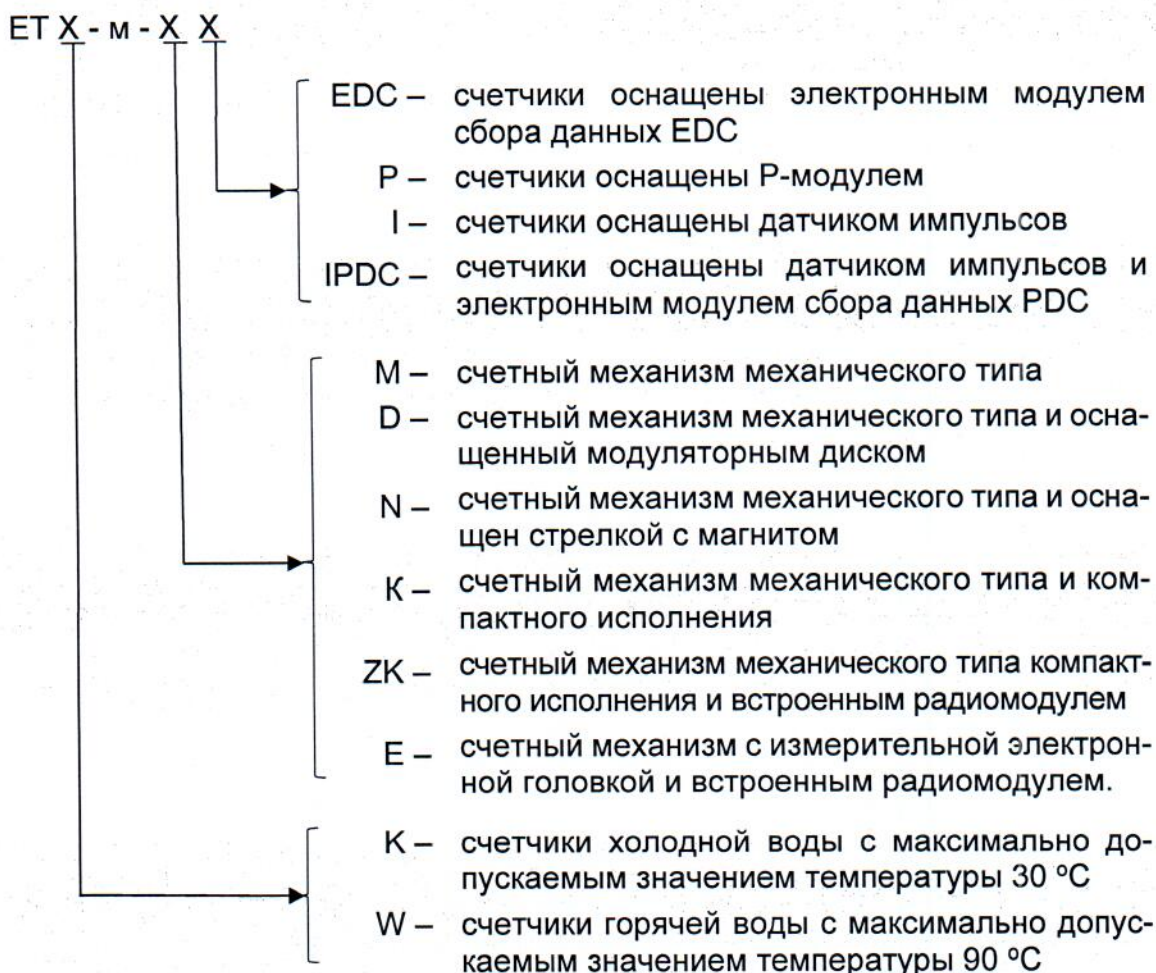 ET X - м - X X
EDC – счетчики оснащены электронным модулем
сбора данных EDC
P – счетчики оснащены Р-модулем
I – счетчики оснащены датчиком импульсов
IPDC – счетчики оснащены датчиком импульсов и
электронным модулем сбора данных PDC
M – счетный механизм механического типа
D – счетный механизм механического типа и осна-
щенный модуляторным диском
N – счетный механизм механического типа и осна-
щен стрелкой с магнитом
К – счетный механизм механического типа и ком-
пактного исполнения
ZK – счетный механизм механического типа компакт-
ного исполнения и встроенным радиомодулем
E – счетный механизм с измерительной электрон-
ной головкой и встроенным радиомодулем.
K – счетчики холодной воды с максимально до-
пускаемым значением температуры 30 ºС
W – счетчики горячей воды с максимально допус-
каемым значением температуры 90 ºС